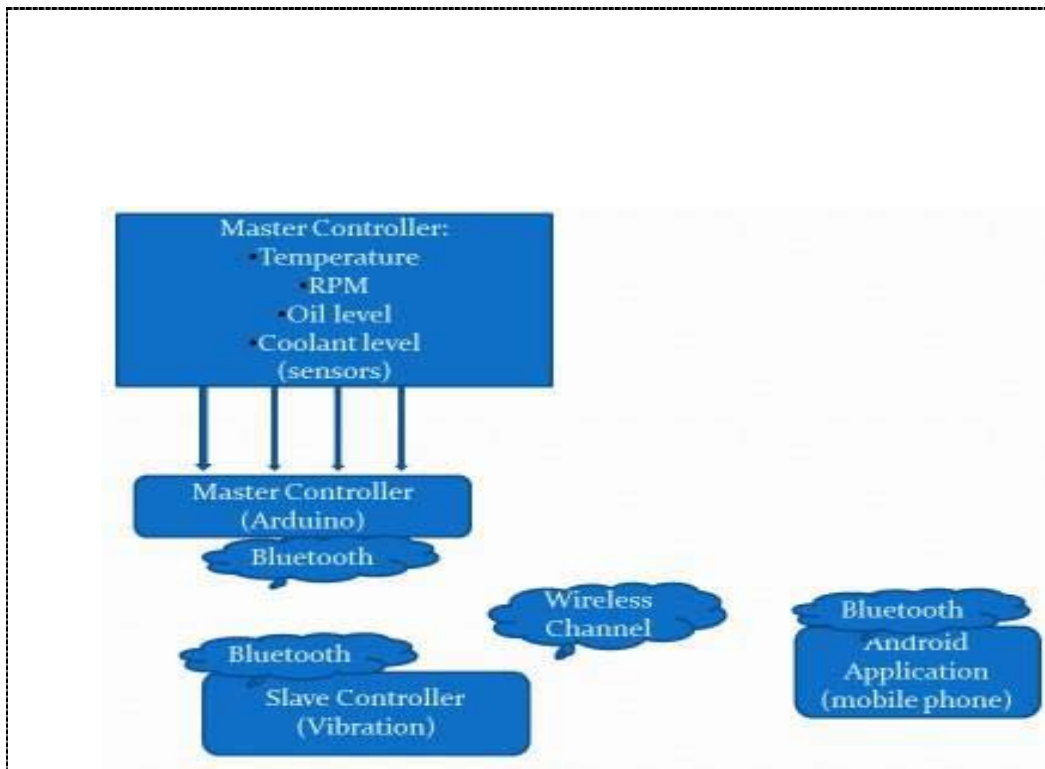 Master Controller:
•Temperature
•RPM
•Oil level
•Coolant level
(sensors)
Master Controller
(Arduino)
Bluetooth
Wireless
Channel
Bluetooth
Android
Application
(mobile phone)
Bluetooth
Slave Controller
(Vibration)